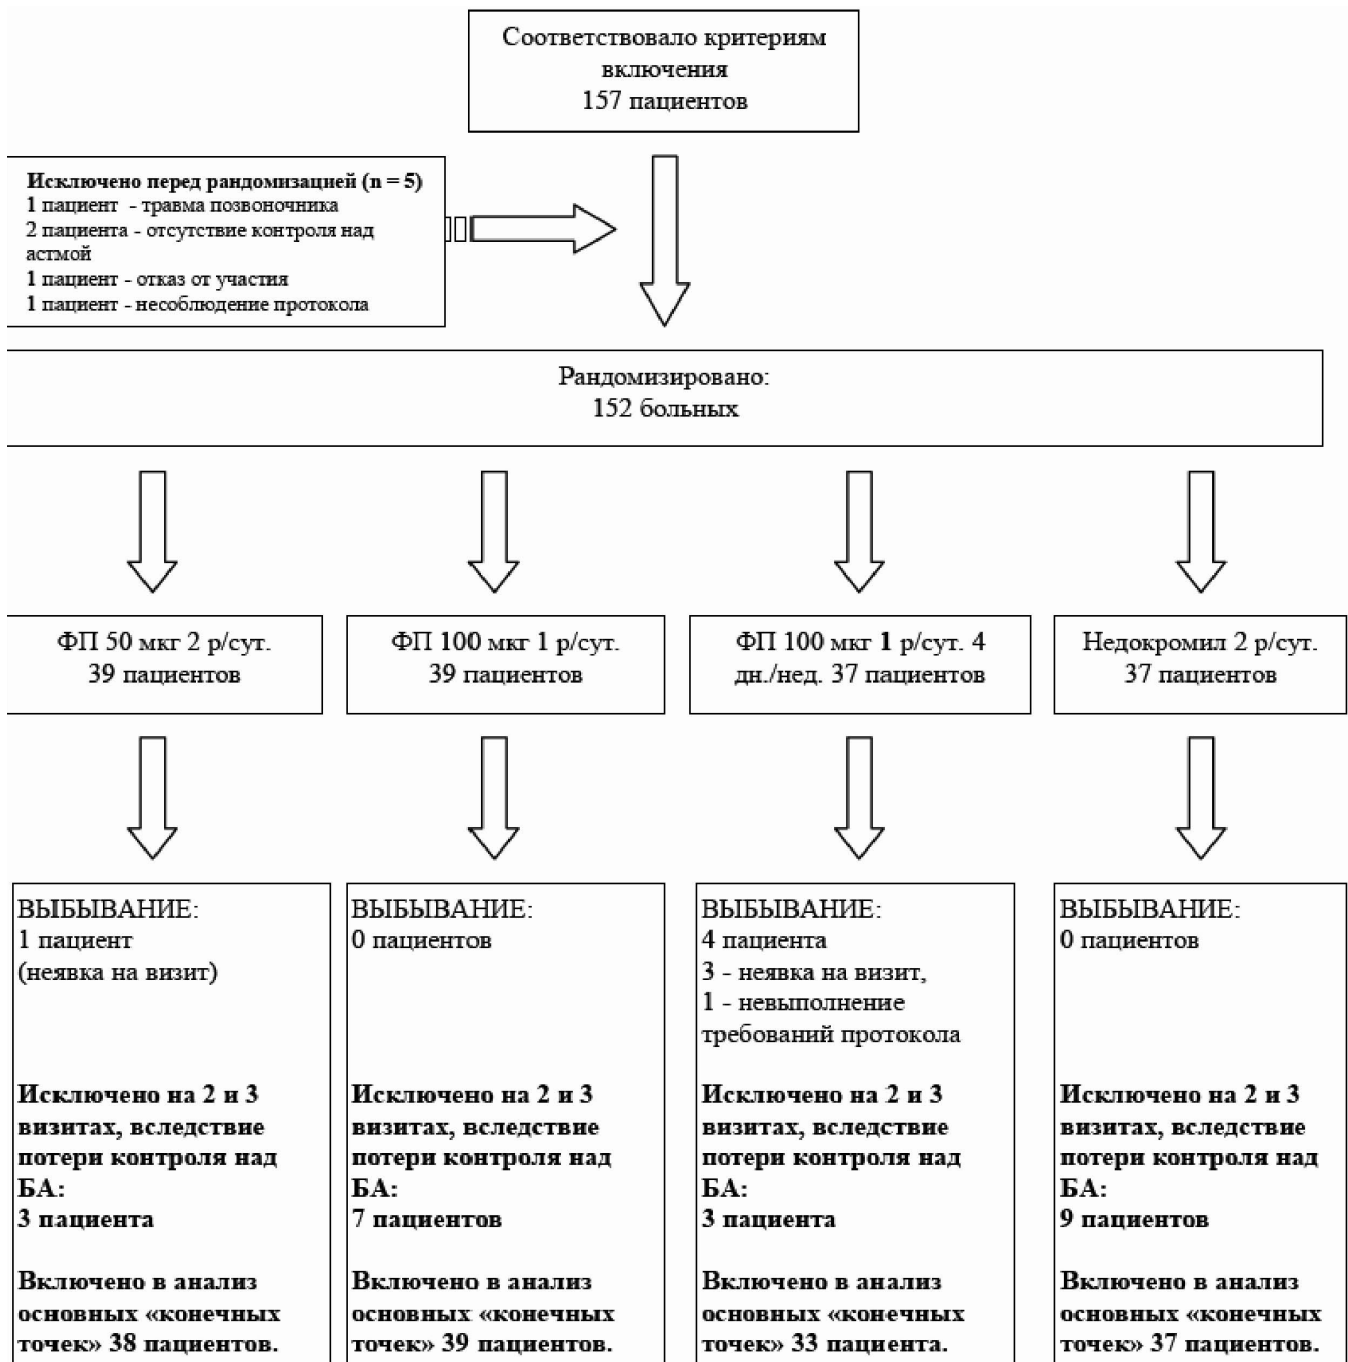 Соответствовало критериям
включения
157 пациентов
Исключено перед рандомизацией (n = 5)
1 пациент - травма позвоночника
2 пациента - отсутствие контроля над
астмой
1 пациент - отказ от участия
1 пациент - несоблюдение протокола
Рандомизировано:
152 больных
ФП 50 мкг 2 р/сут.
39 пациентов
ФП 100 мкг 1 р/сут.
39 пациентов
ФП 100 мкг 1 р/сут. 4
дн./нед. 37 пациентов
Недокромил 2 р/сут.
37 пациентов
ВЫБЫВАНИЕ:
1 пациент
(неявка на визит)
Исключено на 2 и 3
визитах, вследствие
потери контроля над
БА:
3 пациента
Включено в анализ
основных «конечных
точек» 38 пациентов.
ВЫБЫВАНИЕ:
0 пациентов
Исключено на 2 и 3
визитах, вследствие
потери контроля над
БА:
7 пациентов
Включено в анализ
основных «конечных
точек» 39 пациентов.
ВЫБЫВАНИЕ:
4 пациента
3 - неявка на визит,
1 - невыполнение
требований протокола
Исключено на 2 и 3
визитах, вследствие
потери контроля над
БА:
3 пациента
Включено в анализ
основных «конечных
точек» 33 пациента.
ВЫБЫВАНИЕ:
0 пациентов
Исключено на 2 и 3
визитах, вследствие
потери контроля над
БА:
9 пациентов
Включено в анализ
основных «конечных
точек» 37 пациентов.